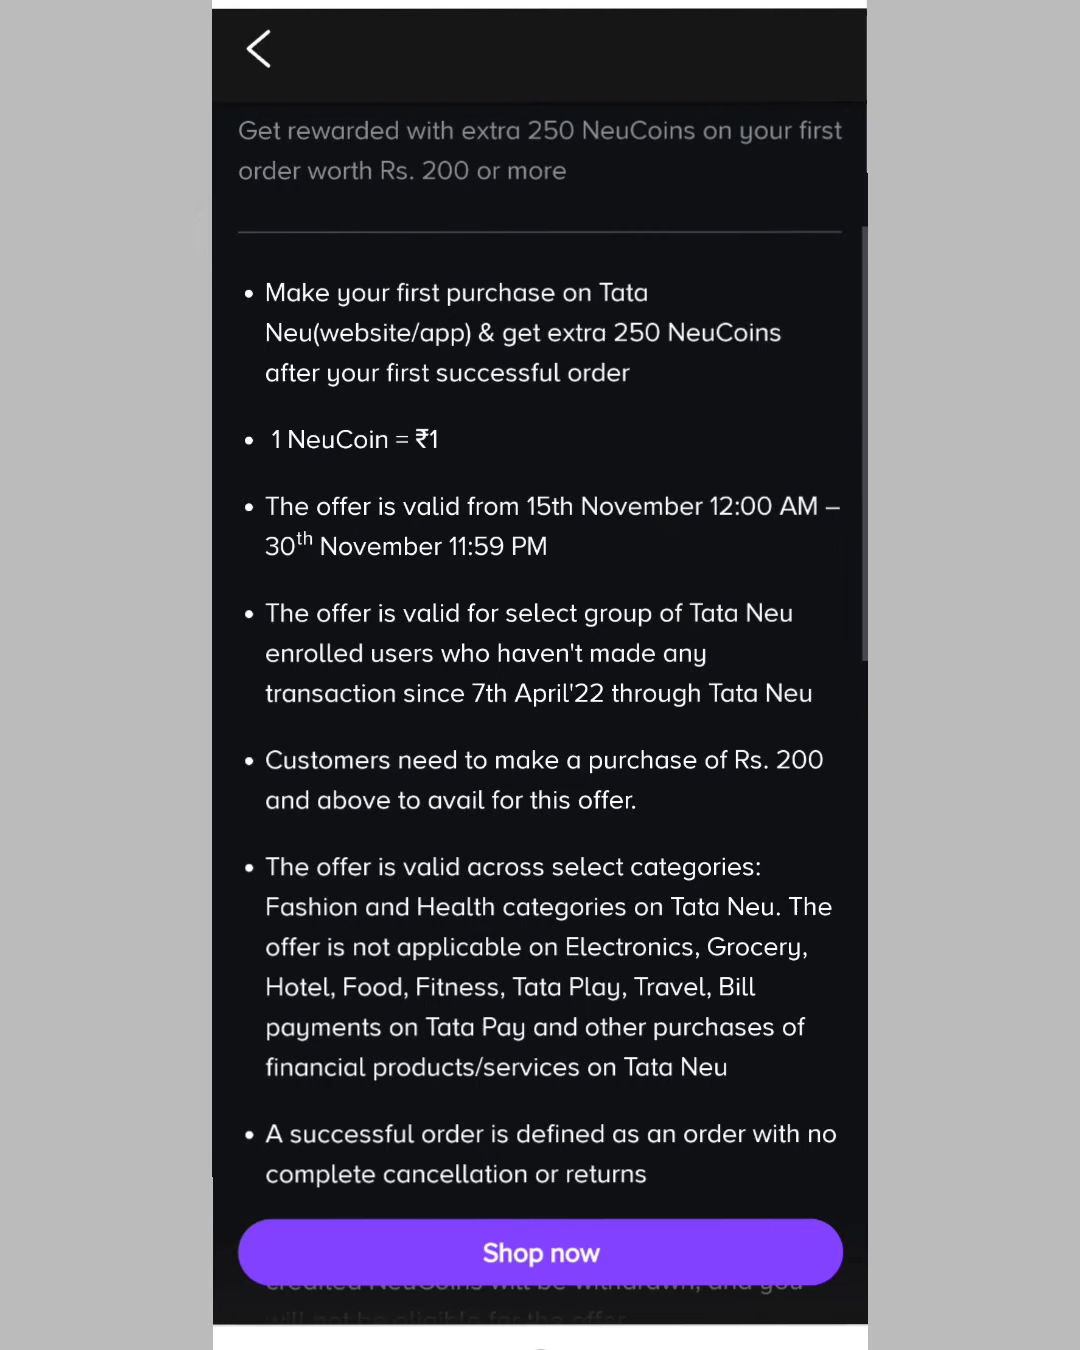 Get rewarded with extra 250 NeuCoins on your first
order worth Rs. 200 or more
• Make your first purchase on Tata
Neu(website/app) & get extra 250 NeuCoins
after your first successful order
• 1 NeuCoin = ₹1
• The offer is valid from 15th November 12:00 AM –
30th November 11:59 PM
• The offer is valid for select group of Tata Neu
enrolled users who haven't made any
transaction since 7th April'22 through Tata Neu
• Customers need to make a purchase of Rs. 200
and above to avail for this offer.
• The offer is valid across select categories:
Fashion and Health categories on Tata Neu. The
offer is not applicable on Electronics, Grocery,
Hotel, Food, Fitness, Tata Play, Travel, Bill
payments on Tata Pay and other purchases of
financial products/services on Tata Neu
• A successful order is defined as an order with no
complete cancellation or returns
Shop now